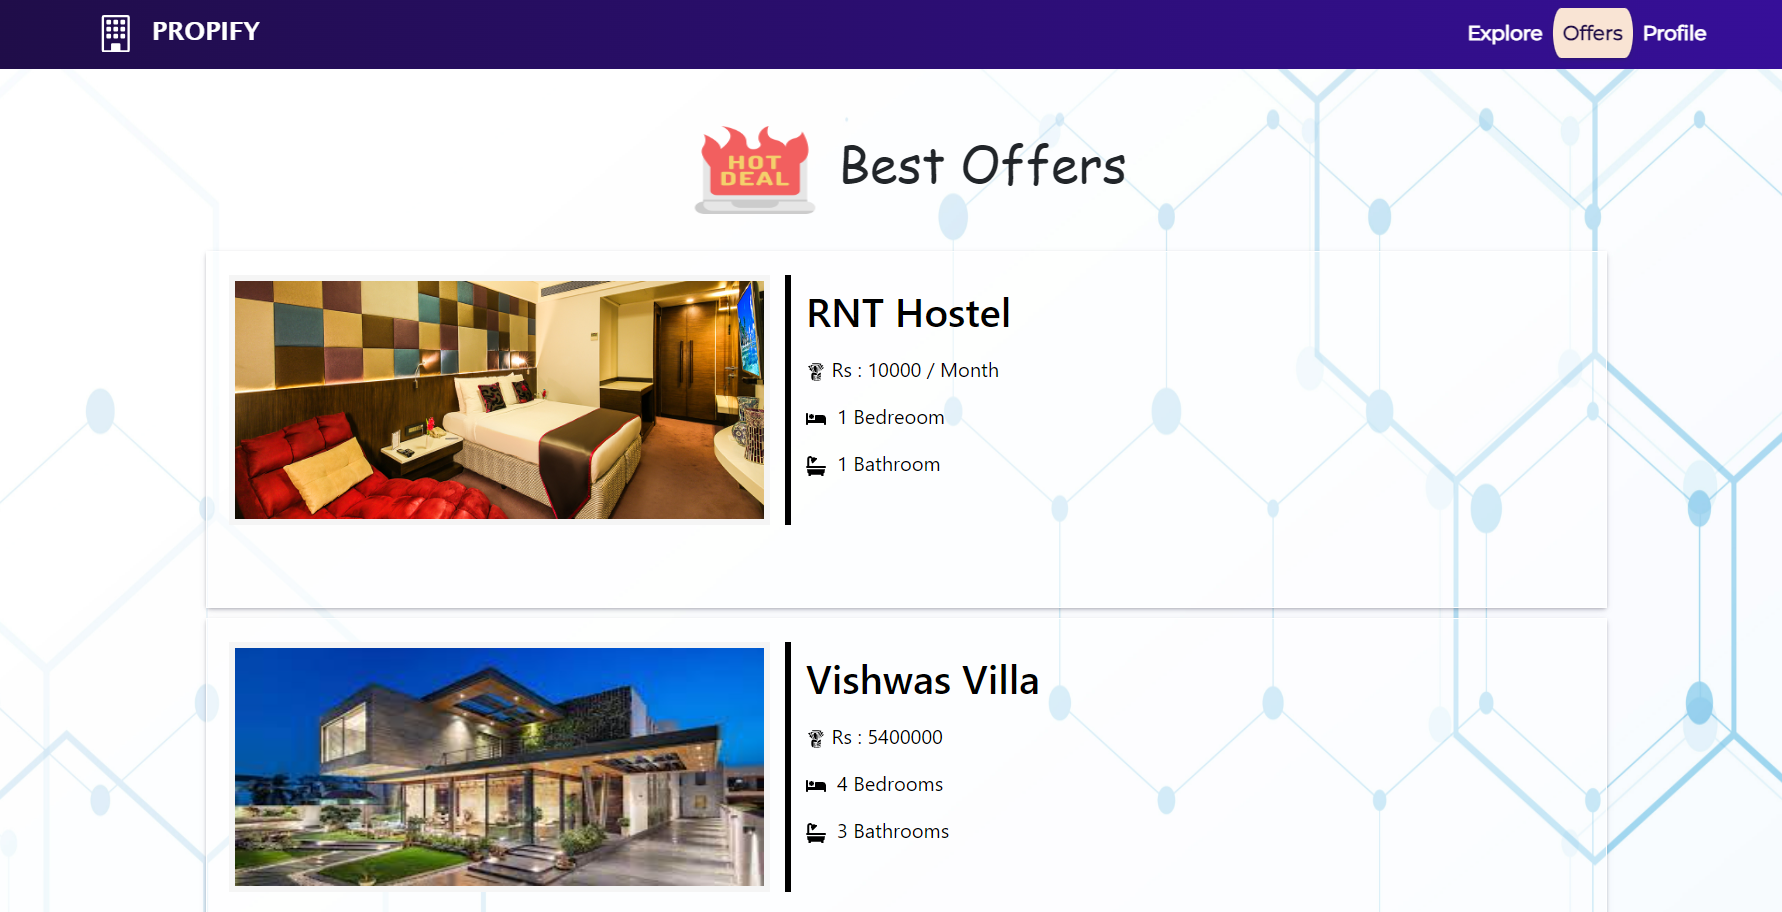 PROPIFY
Explore Offers Profile
HOT
DEAL
Best Offers
RNT Hostel
Rs : 10000 / Month
1 Bedreoom
1 Bathroom
Vishwas Villa
Rs : 5400000
4 Bedrooms
3 Bathrooms